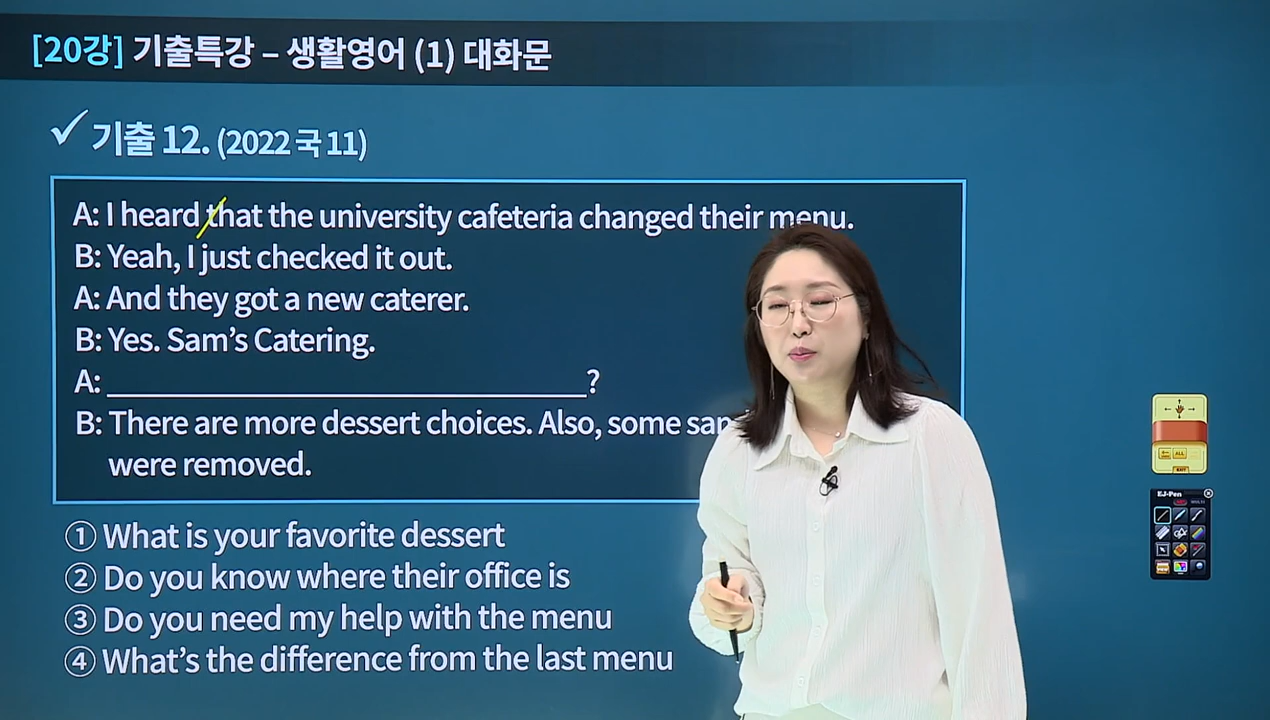 [20강] 기출특강 – 생활영어 (1) 대화문
기출 12. (2022 국 11)
A: I heard that the university cafeteria changed their menu.
B: Yeah, I just checked it out.
A: And they got a new caterer.
B: Yes. Sam's Catering.
A: ?
B: There are more dessert choices. Also, some
were removed.
① What is your favorite dessert
② Do you know where their office is
③ Do you need my help with the menu
④ What's the difference from the last menu
ALL
EXIT
EJ-Pen